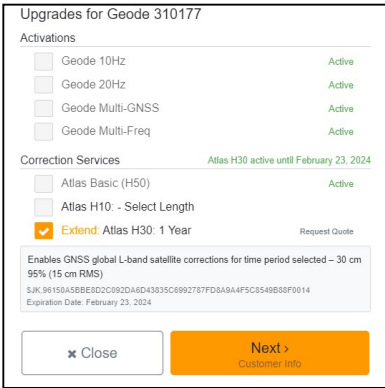 Upgrades for Geode 310177
Activations
Geode 10Hz Active
Geode 20Hz Active
Geode Multi-GNSS Active
Geode Multi-Freq Active
Correction Services Atlas H30 active until February 23, 2024
Atlas Basic (H50) Active
Atlas H10: - Select Length
Extend: Atlas H30: 1 Year Request Quote
Enables GNSS global L-band satellite corrections for time period selected – 30 cm
95% (15 cm RMS)
SJK,96150A5BBE8D2C092DA6D43835C6992787FD8A9A4F5C8549B88F0014
Expiration Date: February 23, 2024
× Close
Next ›
Customer Info